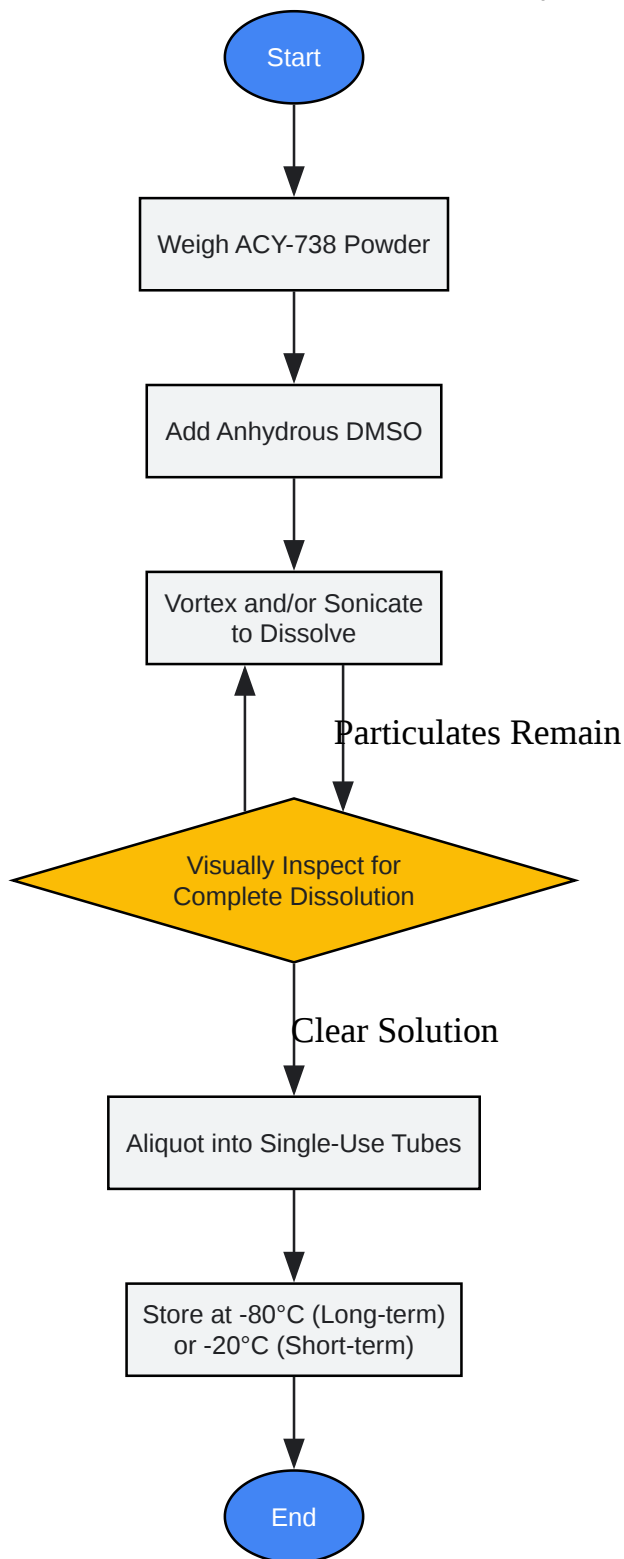 Start
Weigh ACY-738 Powder
Add Anhydrous DMSO
Vortex and/or Sonicate
to Dissolve
Particulates Remain
Visually Inspect for
Complete Dissolution
Clear Solution
Aliquot into Single-Use Tubes
Store at -80°C (Long-term)
or -20°C (Short-term)
End